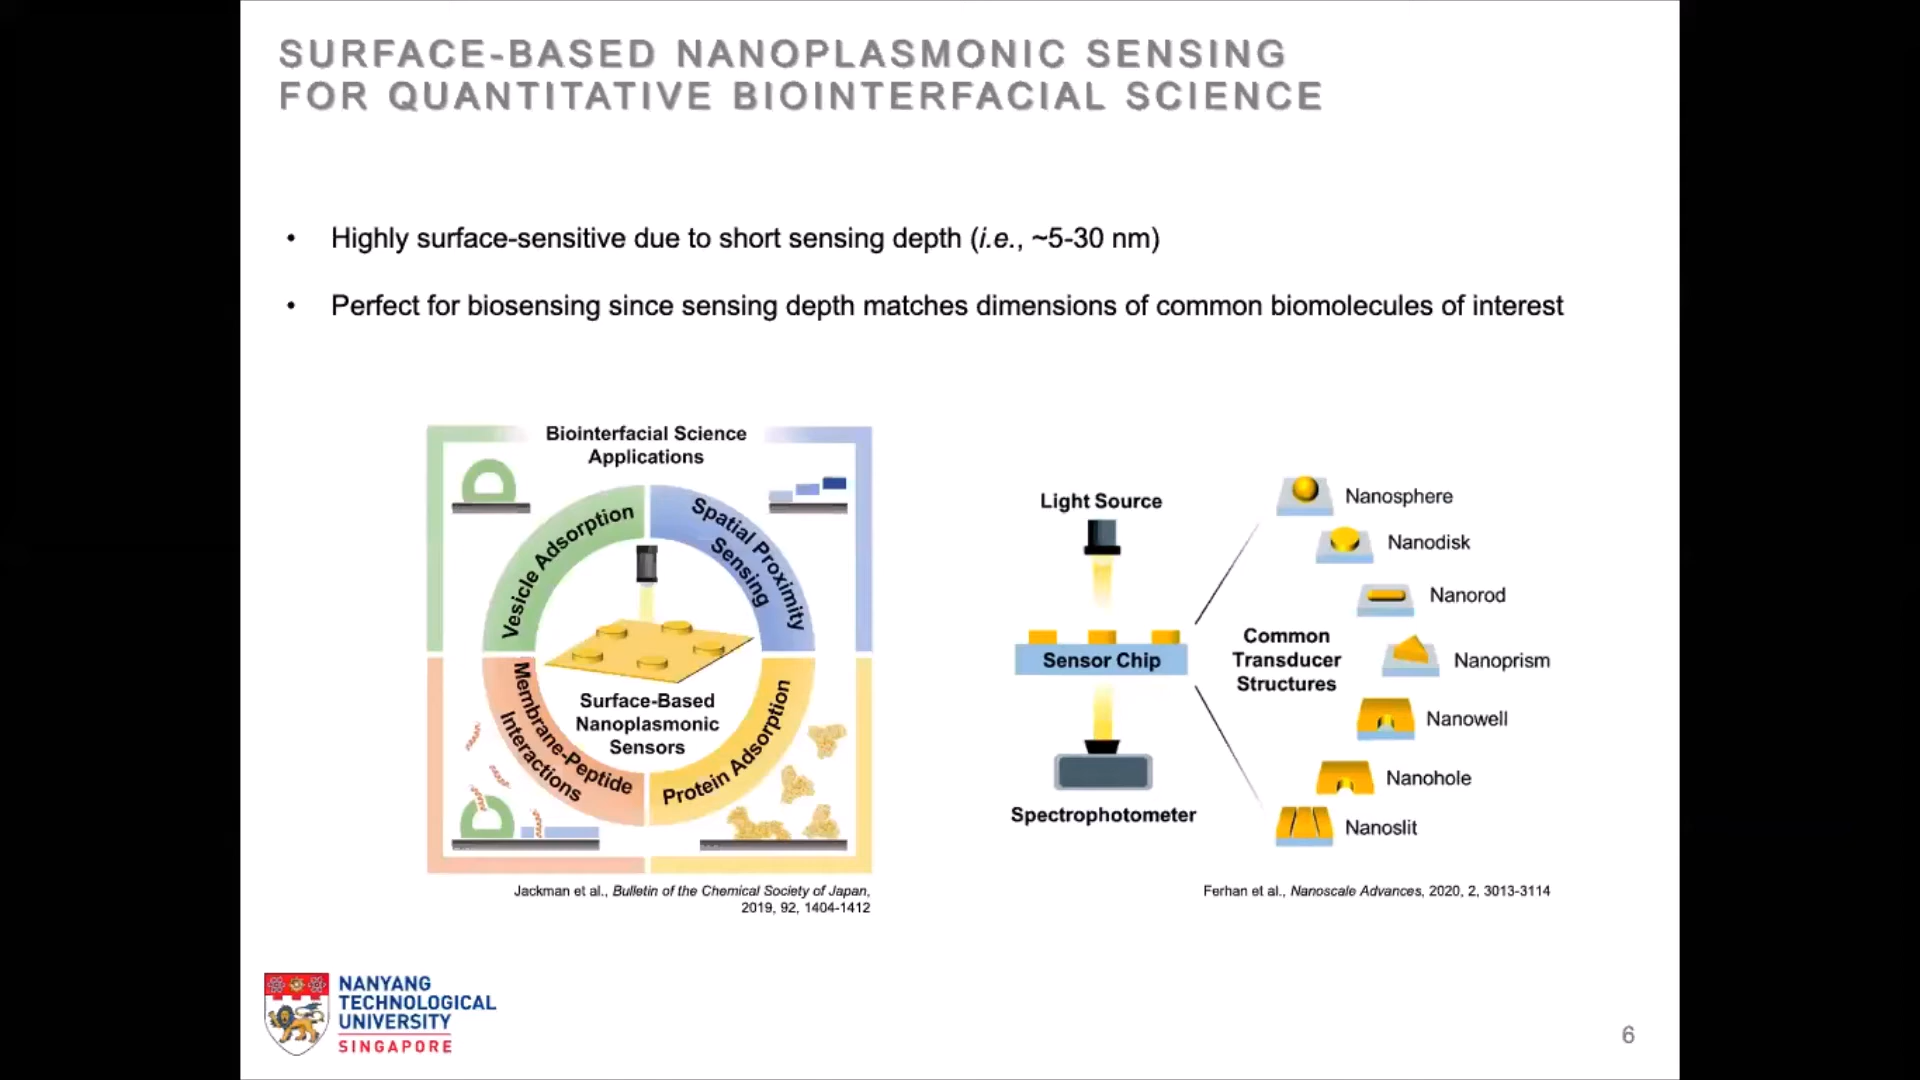 SURFACE-BASED NANOPLASMONIC SENSING
FOR QUANTITATIVE BIOINTERFACIAL SCIENCE
• Highly surface-sensitive due to short sensing depth (i.e., ~5-30 nm)
• Perfect for biosensing since sensing depth matches dimensions of common biomolecules of interest
Biointerfacial Science
Applications
Vesicle Adsorption
Spatial Proximity
Sensing
Membrane-Peptide
Interactions
Protein Adsorption
Surface-Based
Nanoplasmonic
Sensors
Jackman et al., Bulletin of the Chemical Society of Japan,
2019, 92, 1404-1412
Light Source
Sensor Chip
Spectrophotometer
Common
Transducer
Structures
Nanosphere
Nanodisk
Nanorod
Nanoprism
Nanowell
Nanohole
Nanoslit
Ferhan et al., Nanoscale Advances, 2020, 2, 3013-3114
NANYANG
TECHNOLOGICAL
UNIVERSITY
SINGAPORE
6